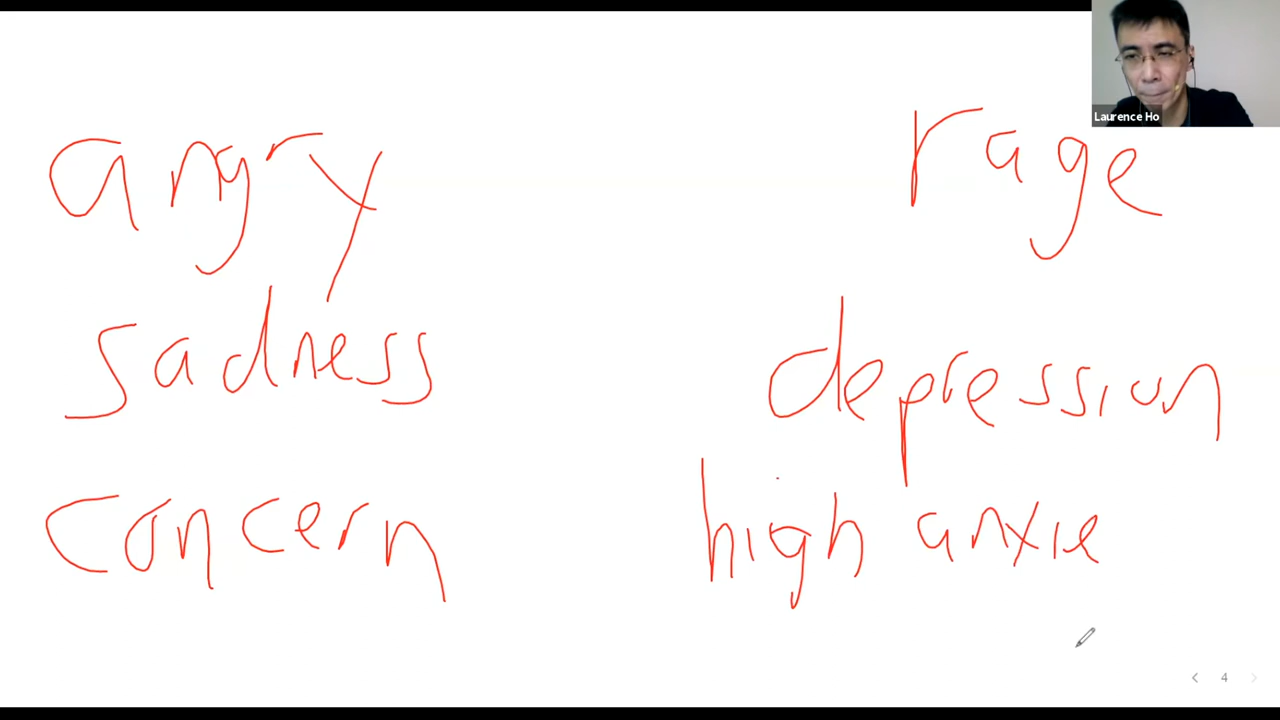 Laurence Ho
angry rage
sadness depression
concern high anxie
4